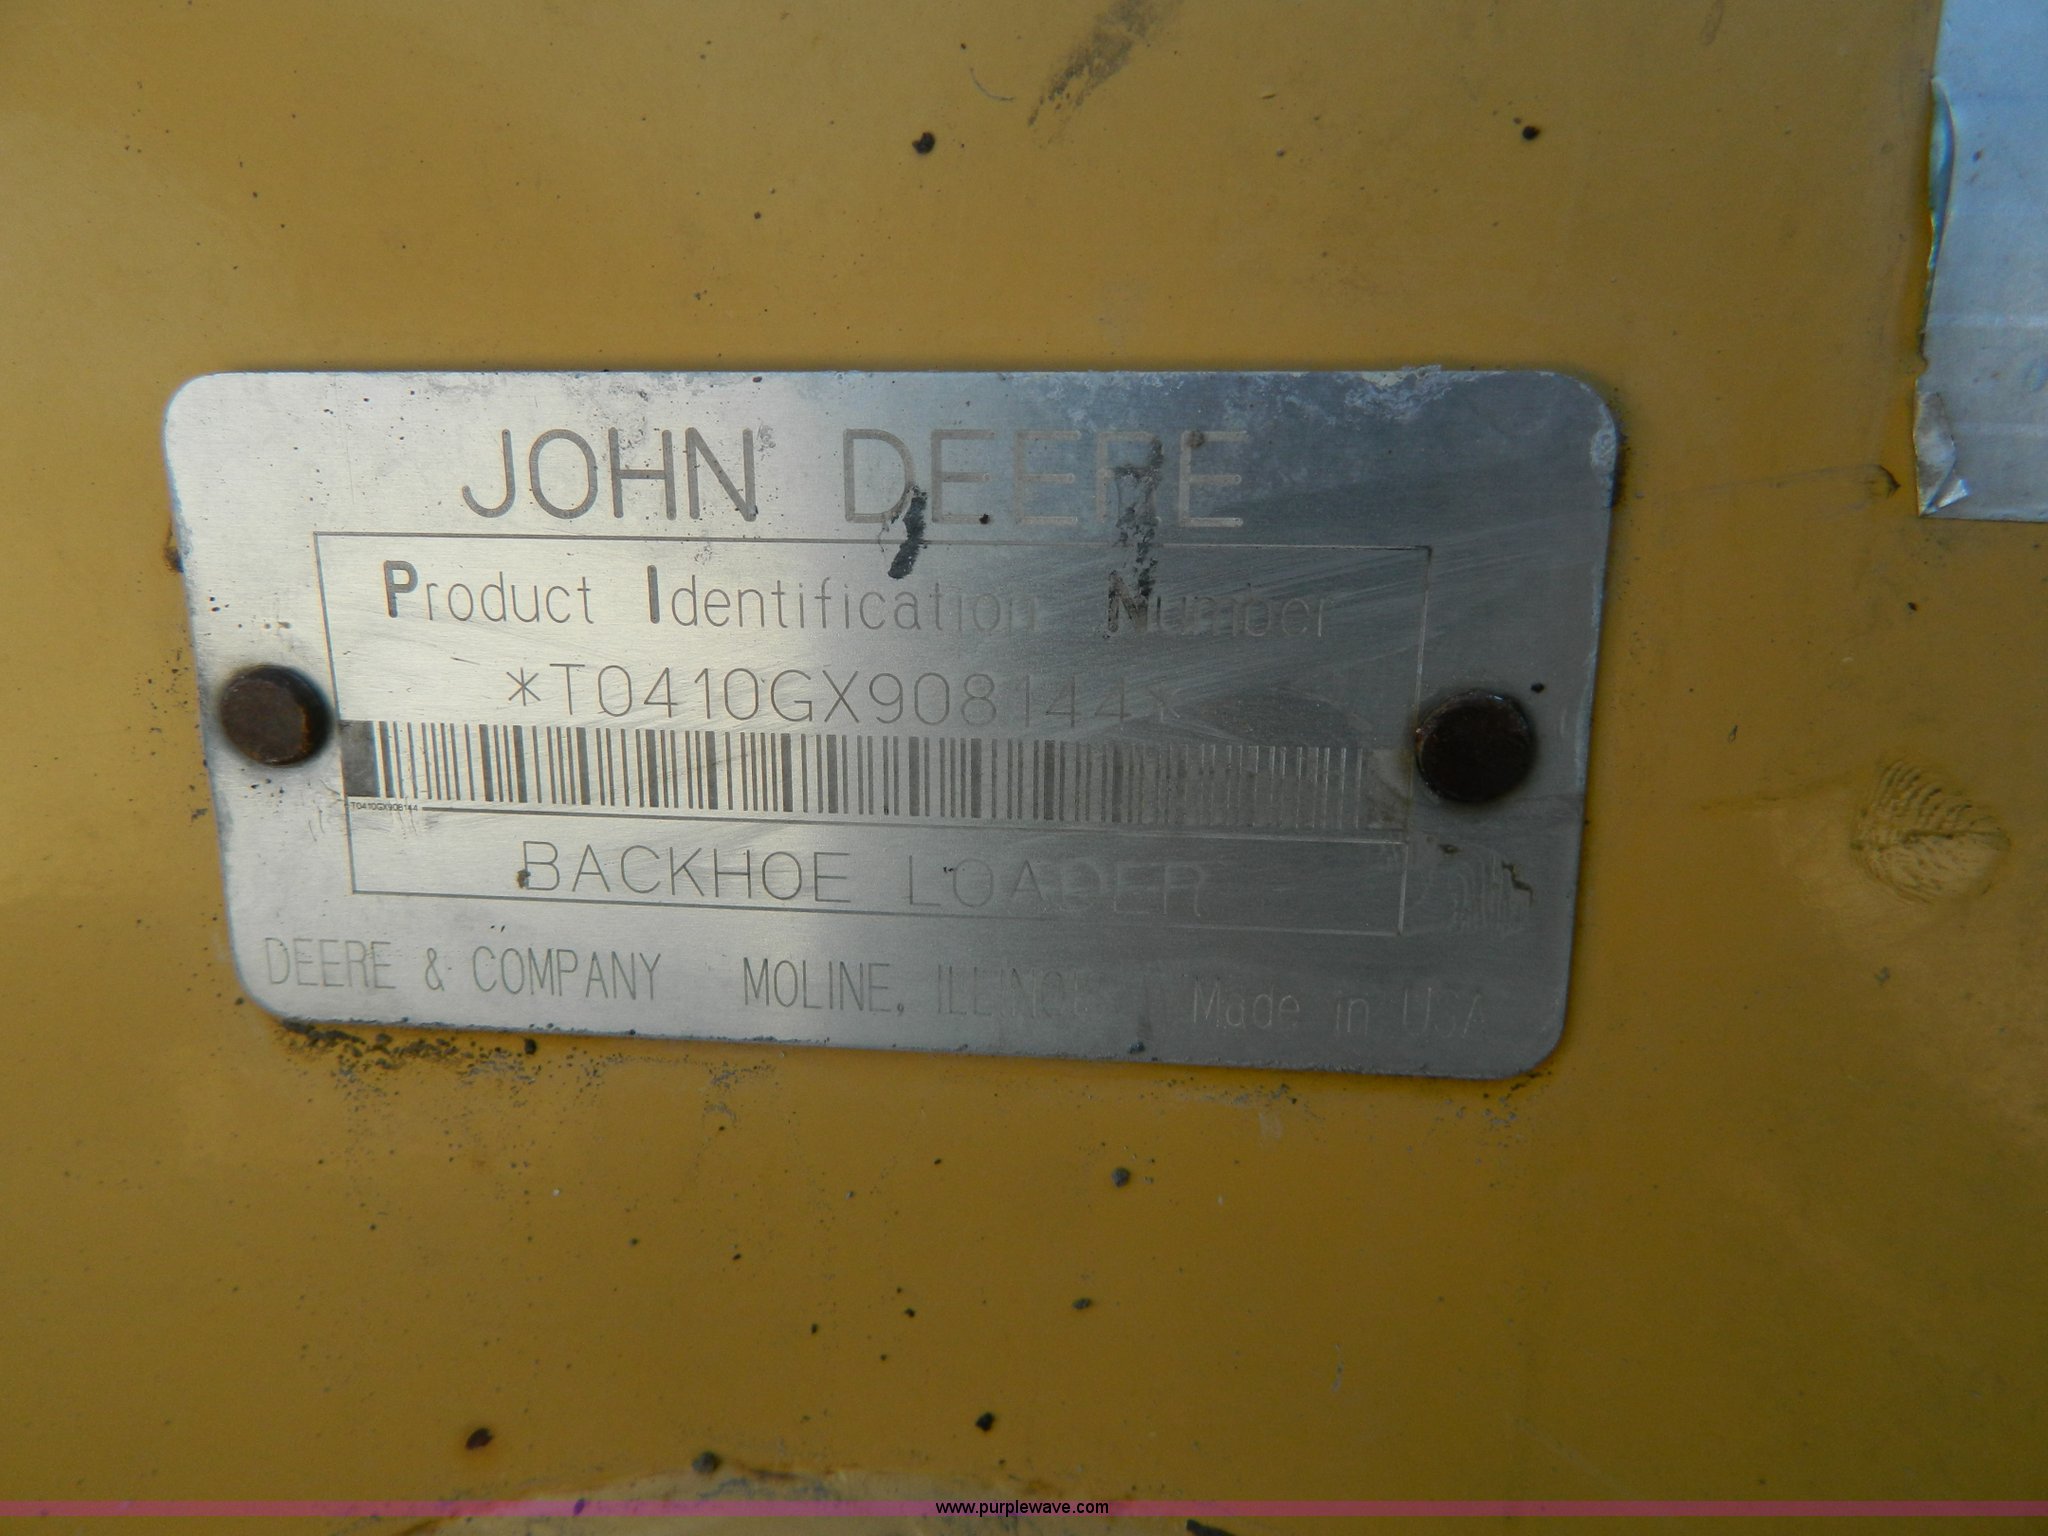 JOHN DEERE
Product Identification Number
*T0410GX908144*
T0410GX908144
BACKHOE LOADER
DEERE & COMPANY MOLINE, ILLINOIS Made in USA
www.purplewave.com